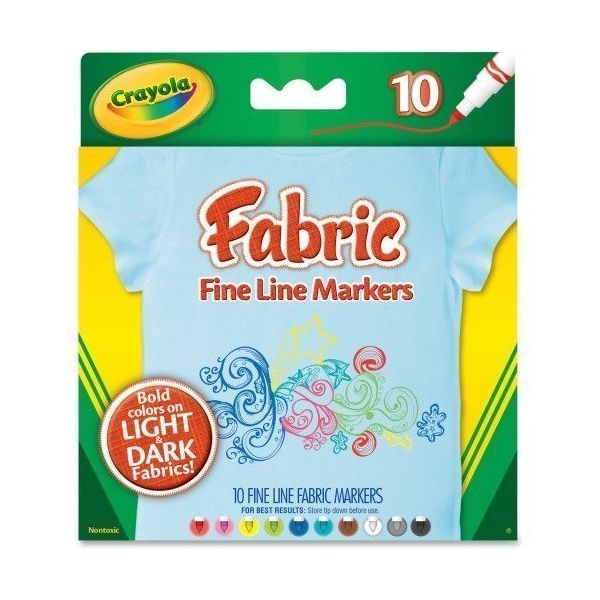 Crayola
10
Fabric
Fine Line Markers
Bold
colors on
LIGHT
&
DARK
Fabrics!
10 FINE LINE FABRIC MARKERS
FOR BEST RESULTS: Store tip down before use.
Nontoxic
®